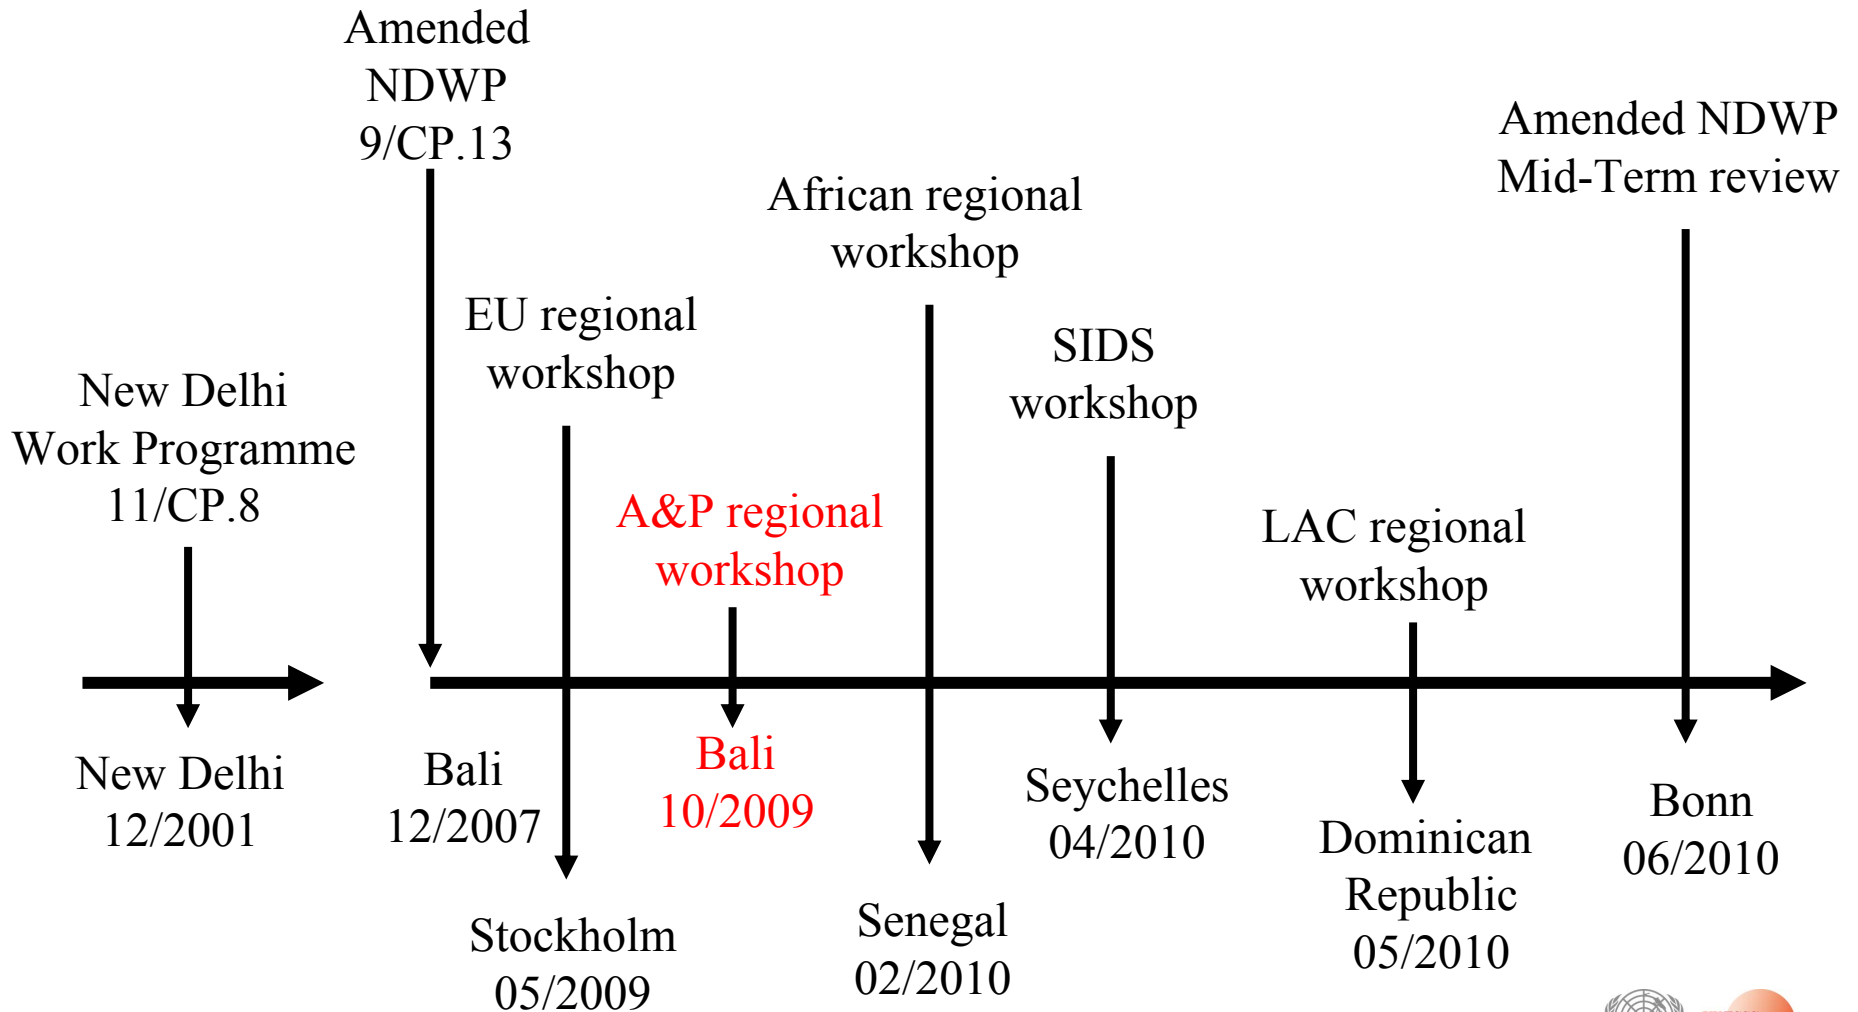 Amended
NDWP
9/CP.13
Amended NDWP
Mid-Term review
African regional
workshop
EU regional
workshop
SIDS
workshop
New Delhi
Work Programme
11/CP.8
A&P regional
workshop
LAC regional
workshop
New Delhi
12/2001
Bali
12/2007
Bali
10/2009
Seychelles
04/2010
Bonn
06/2010
Dominican
Republic
05/2010
Stockholm
05/2009
Senegal
02/2010